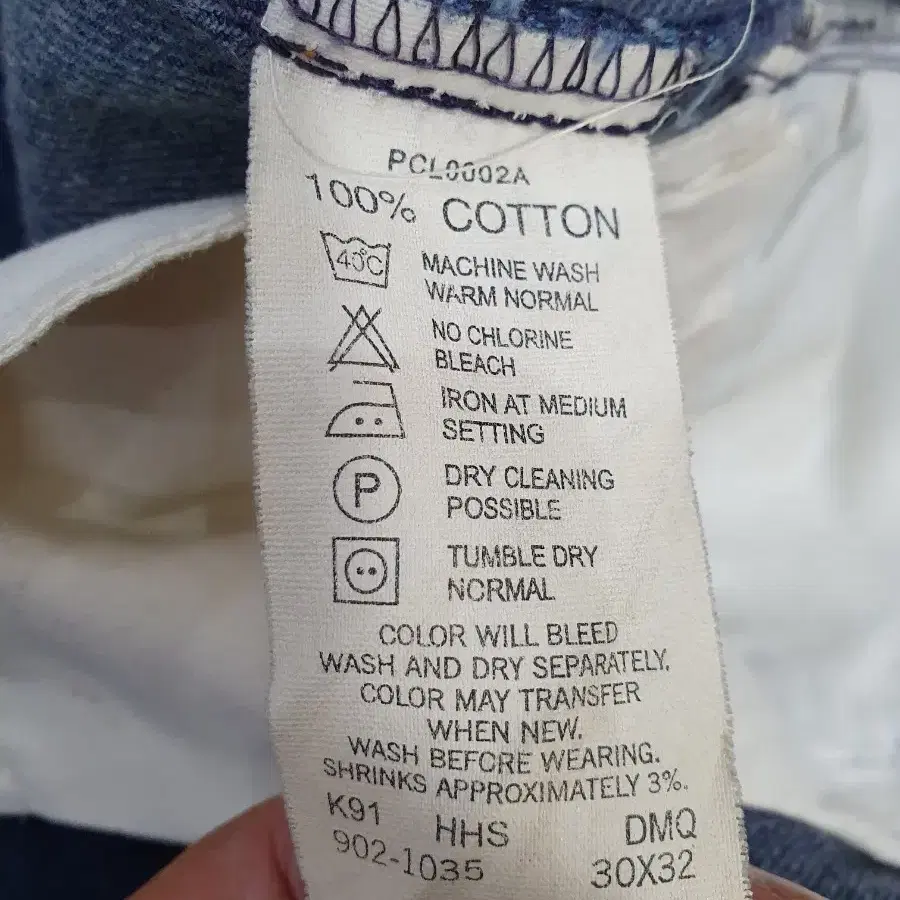 PCL0002A
100% COTTON
40°C
MACHINE WASH
WARM NORMAL
NO CHLORINE
BLEACH
IRON AT MEDIUM
SETTING
P
DRY CLEANING
POSSIBLE
TUMBLE DRY
NORMAL
COLOR WILL BLEED
WASH AND DRY SEPARATELY.
COLOR MAY TRANSFER
WHEN NEW.
WASH BEFORE WEARING.
SHRINKS APPROXIMATELY 3%.
K91 HHS DMQ
902-1035 30X32